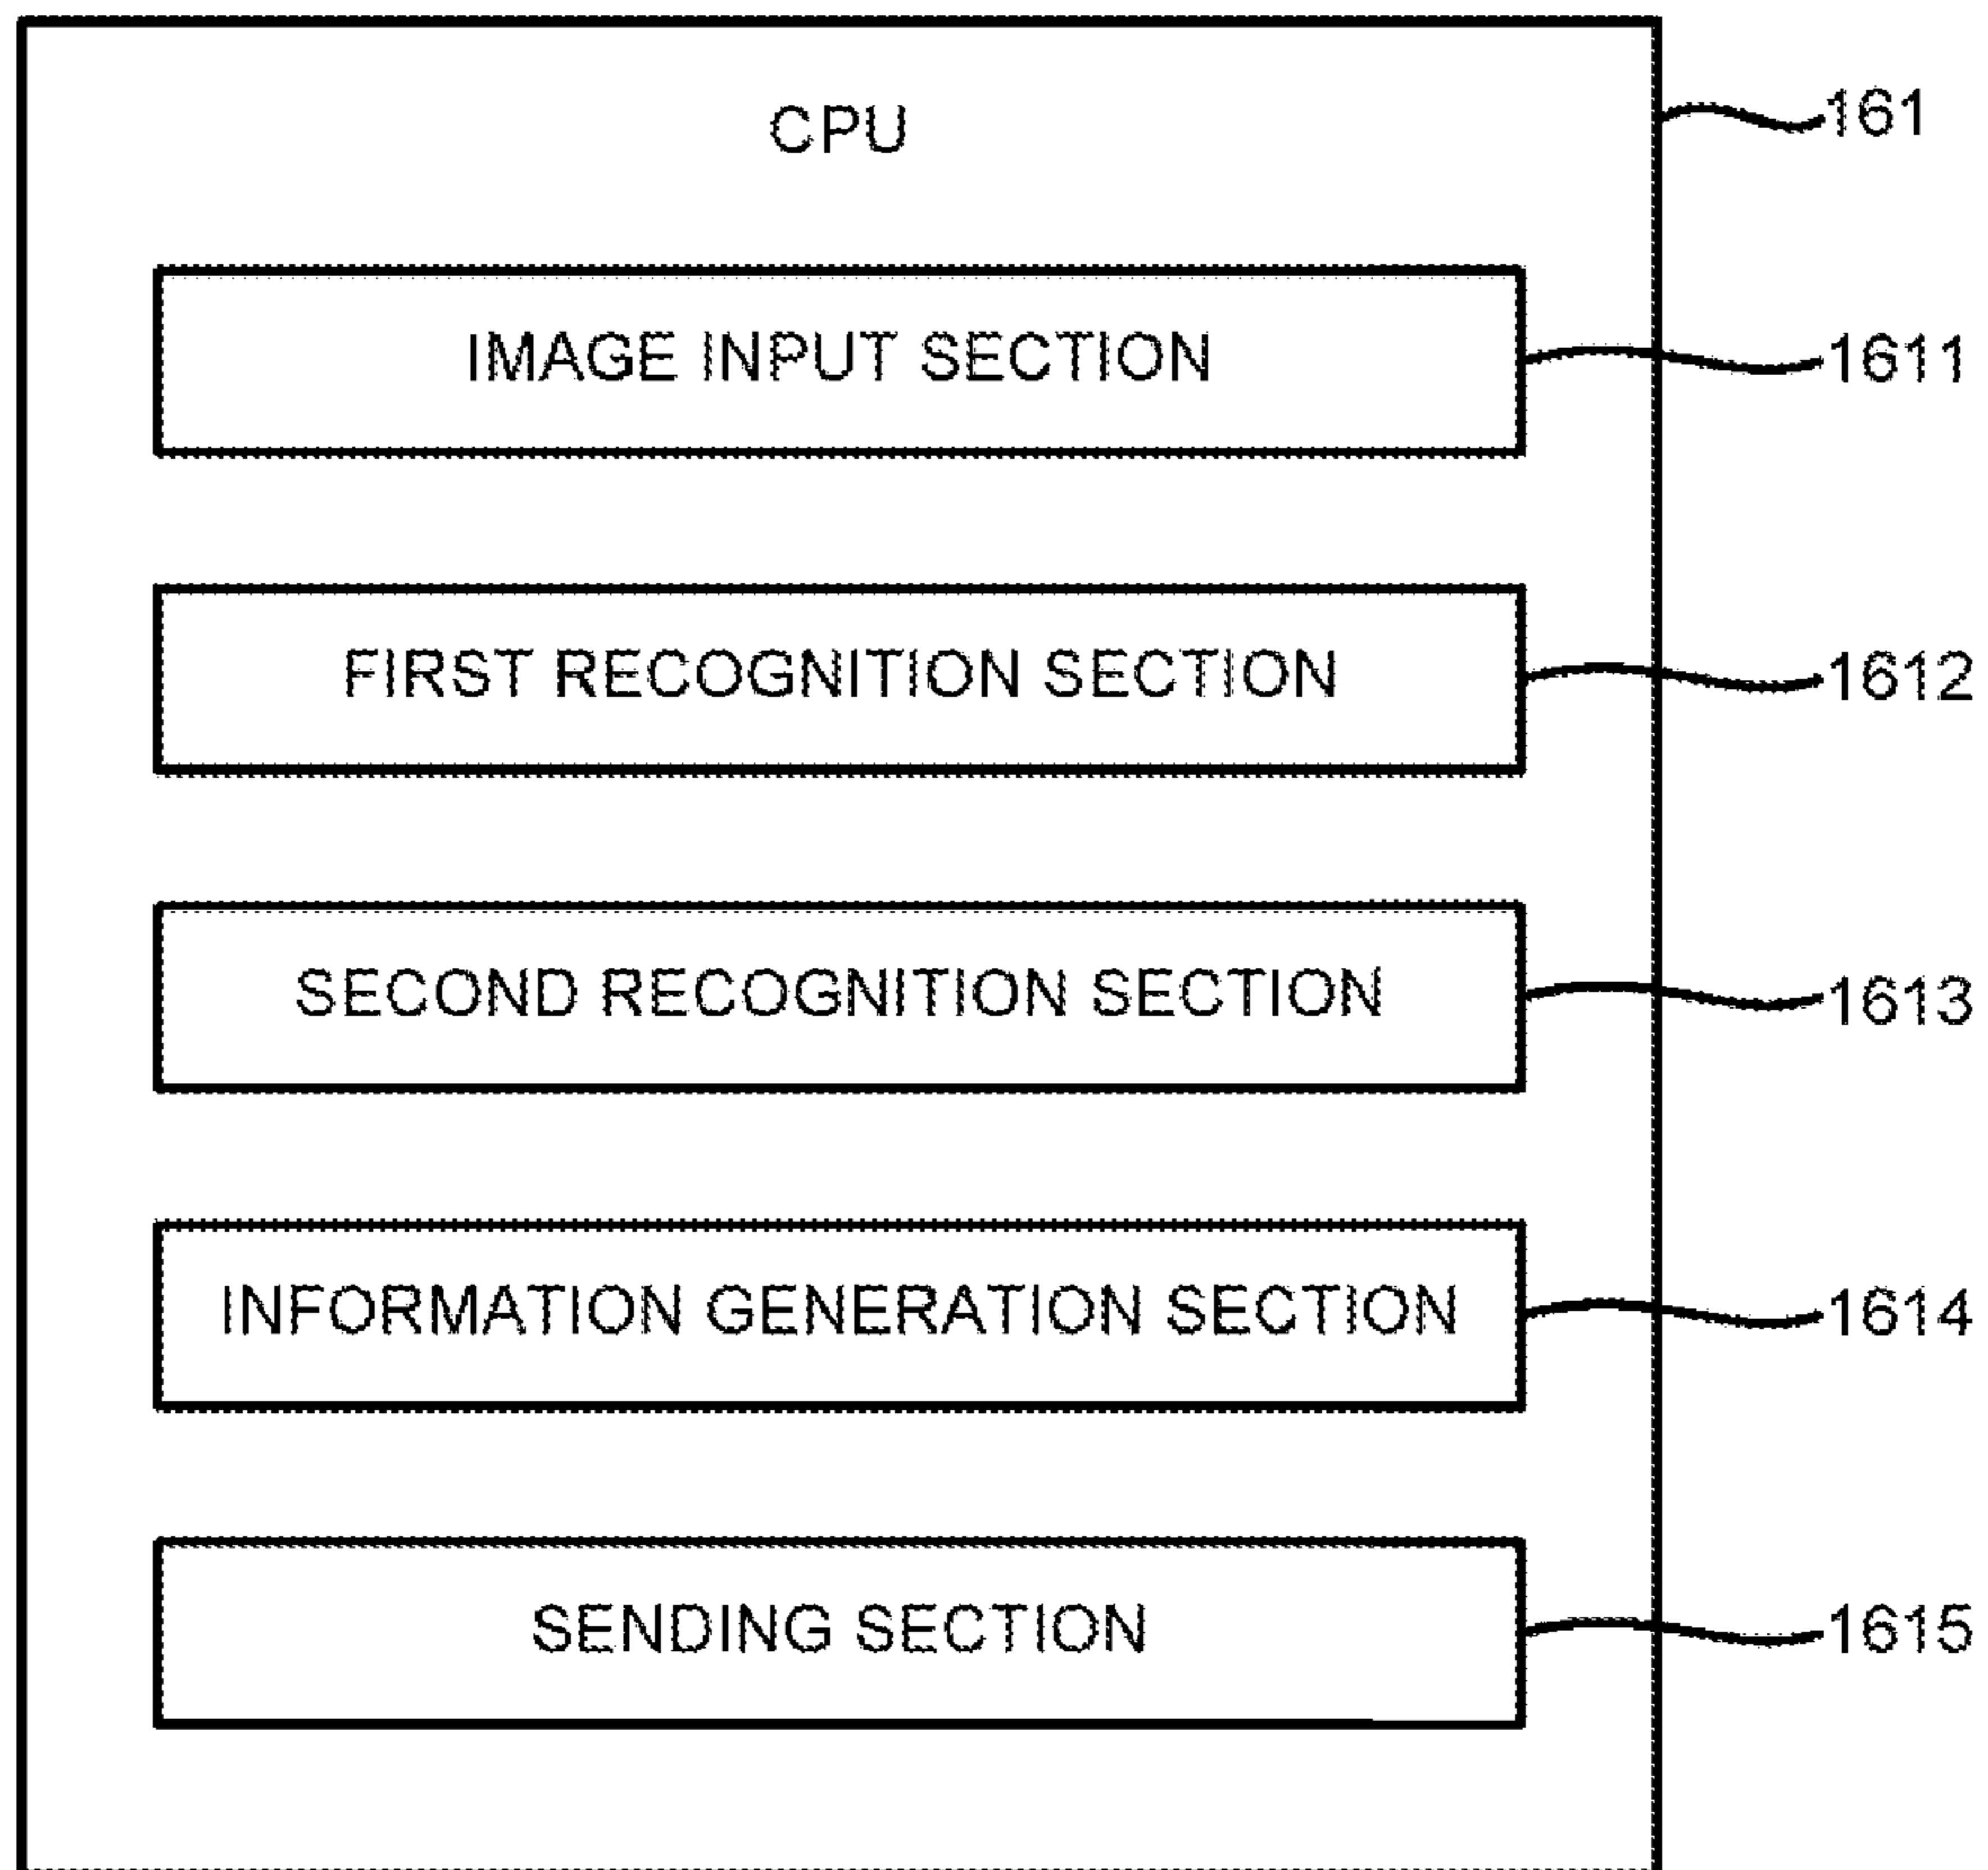 CPU 161
IMAGE INPUT SECTION 1611
FIRST RECOGNITION SECTION 1612
SECOND RECOGNITION SECTION 1613
INFORMATION GENERATION SECTION 1614
SENDING SECTION 1615